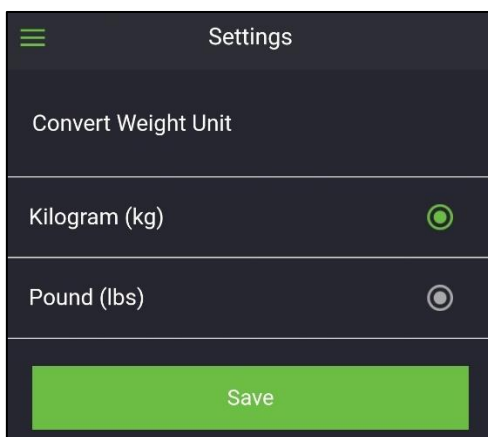 Settings
Convert Weight Unit
Kilogram (kg)
Pound (lbs)
Save